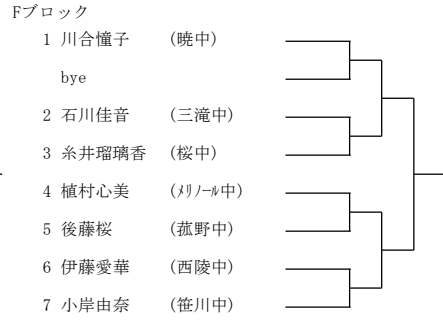 Fブロック
1 川合憧子 (暁中)
bye
2 石川佳音 (三滝中)
3 糸井瑠璃香 (桜中)
4 植村心美 (ﾒﾘﾉｰﾙ中)
5 後藤桜 (菰野中)
6 伊藤愛華 (西陵中)
7 小岸由奈 (笹川中)